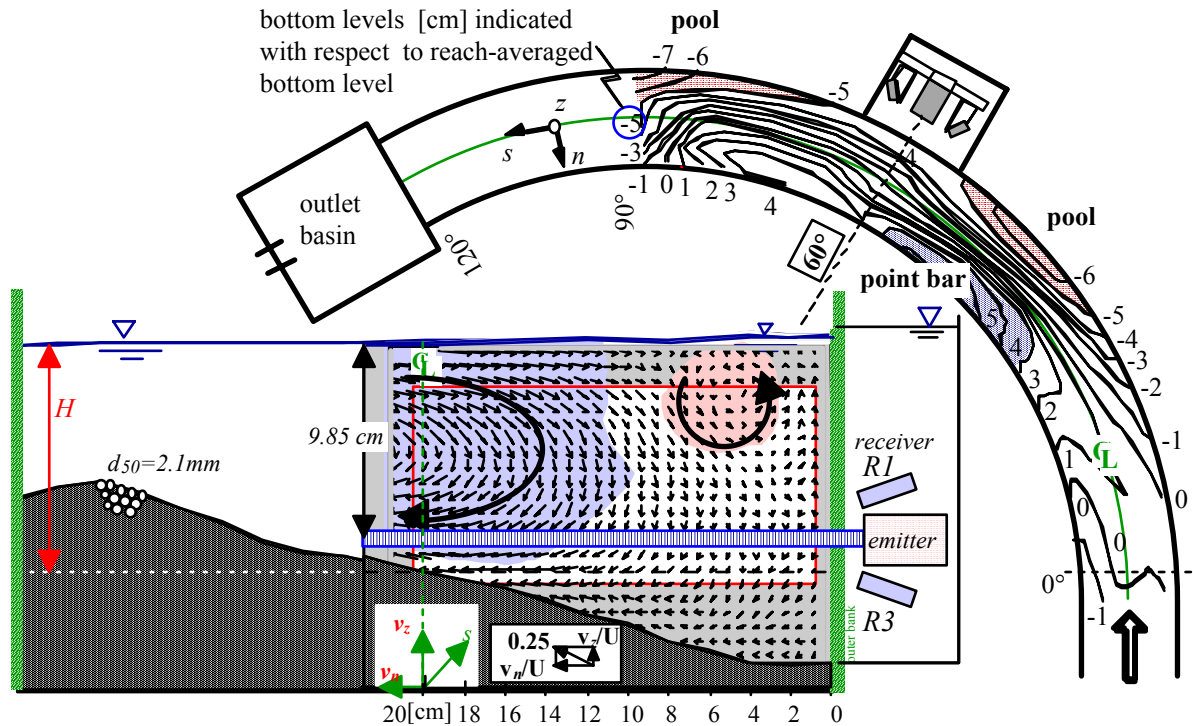 bottom levels [cm] indicated
with respect to reach-averaged
bottom level
pool
-7 -6
-5
z
s
n
-5
-3
-1 0 1 2 3
4
4
90°
60°
120°
outlet
basin
pool
point bar
-6
-5
-4
-3
-2
-1
0
5
4
3
2
1
0
0
-1
0°
CL
CL
H
9.85 cm
d50=2.1mm
receiver
R1
emitter
R3
outer bank
vz
s
vn
0.25 vz/U
vn/U
20 [cm] 18 16 14 12 10 8 6 4 2 0